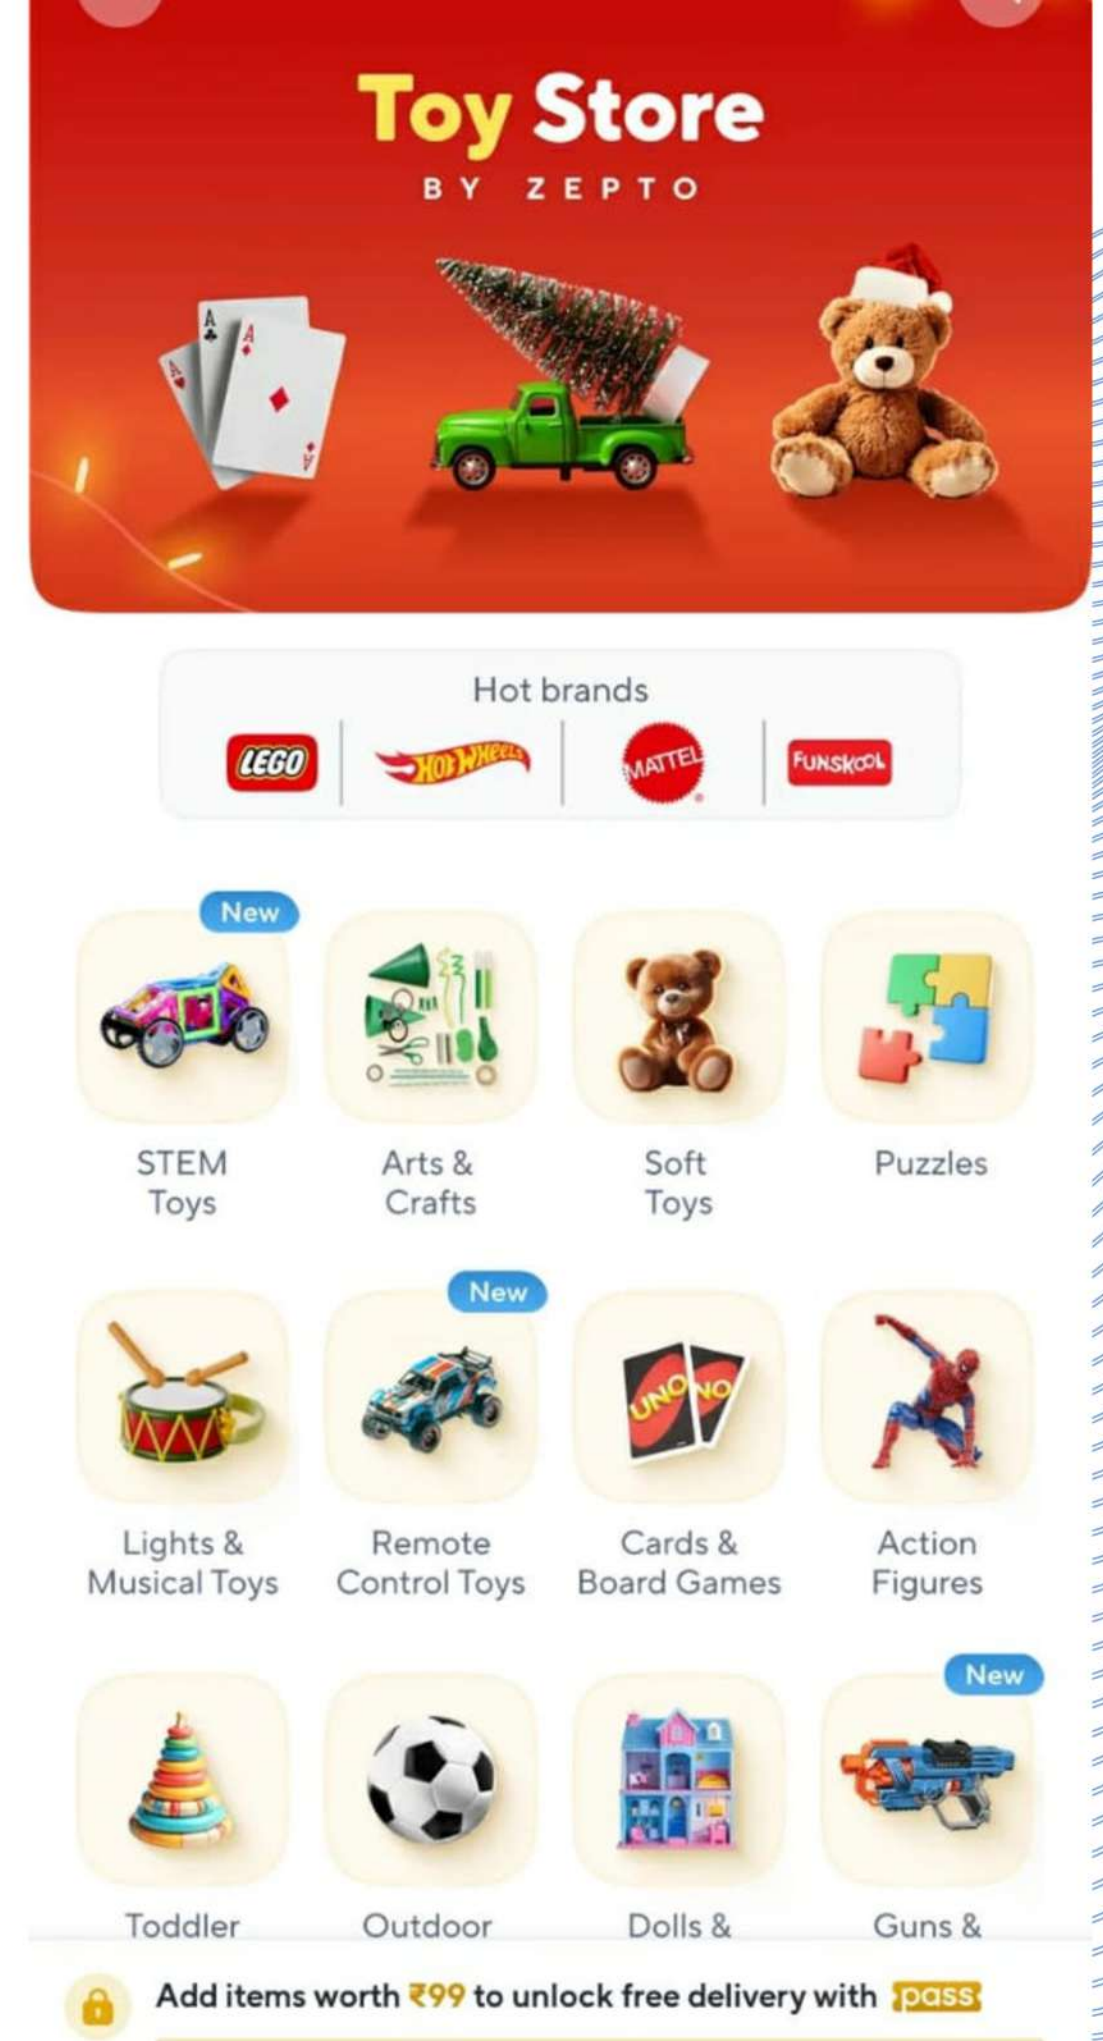 Toy Store
BY ZEPTO
A
A
A
Hot brands
LEGO
HOT WHEELS
MATTEL
FUNSKOOL
New
STEM
Toys
Arts &
Crafts
Soft
Toys
Puzzles
New
UNO
NO
Lights &
Musical Toys
Remote
Control Toys
Cards &
Board Games
Action
Figures
New
Toddler
Outdoor
Dolls &
Guns &
Add items worth ₹99 to unlock free delivery with pass